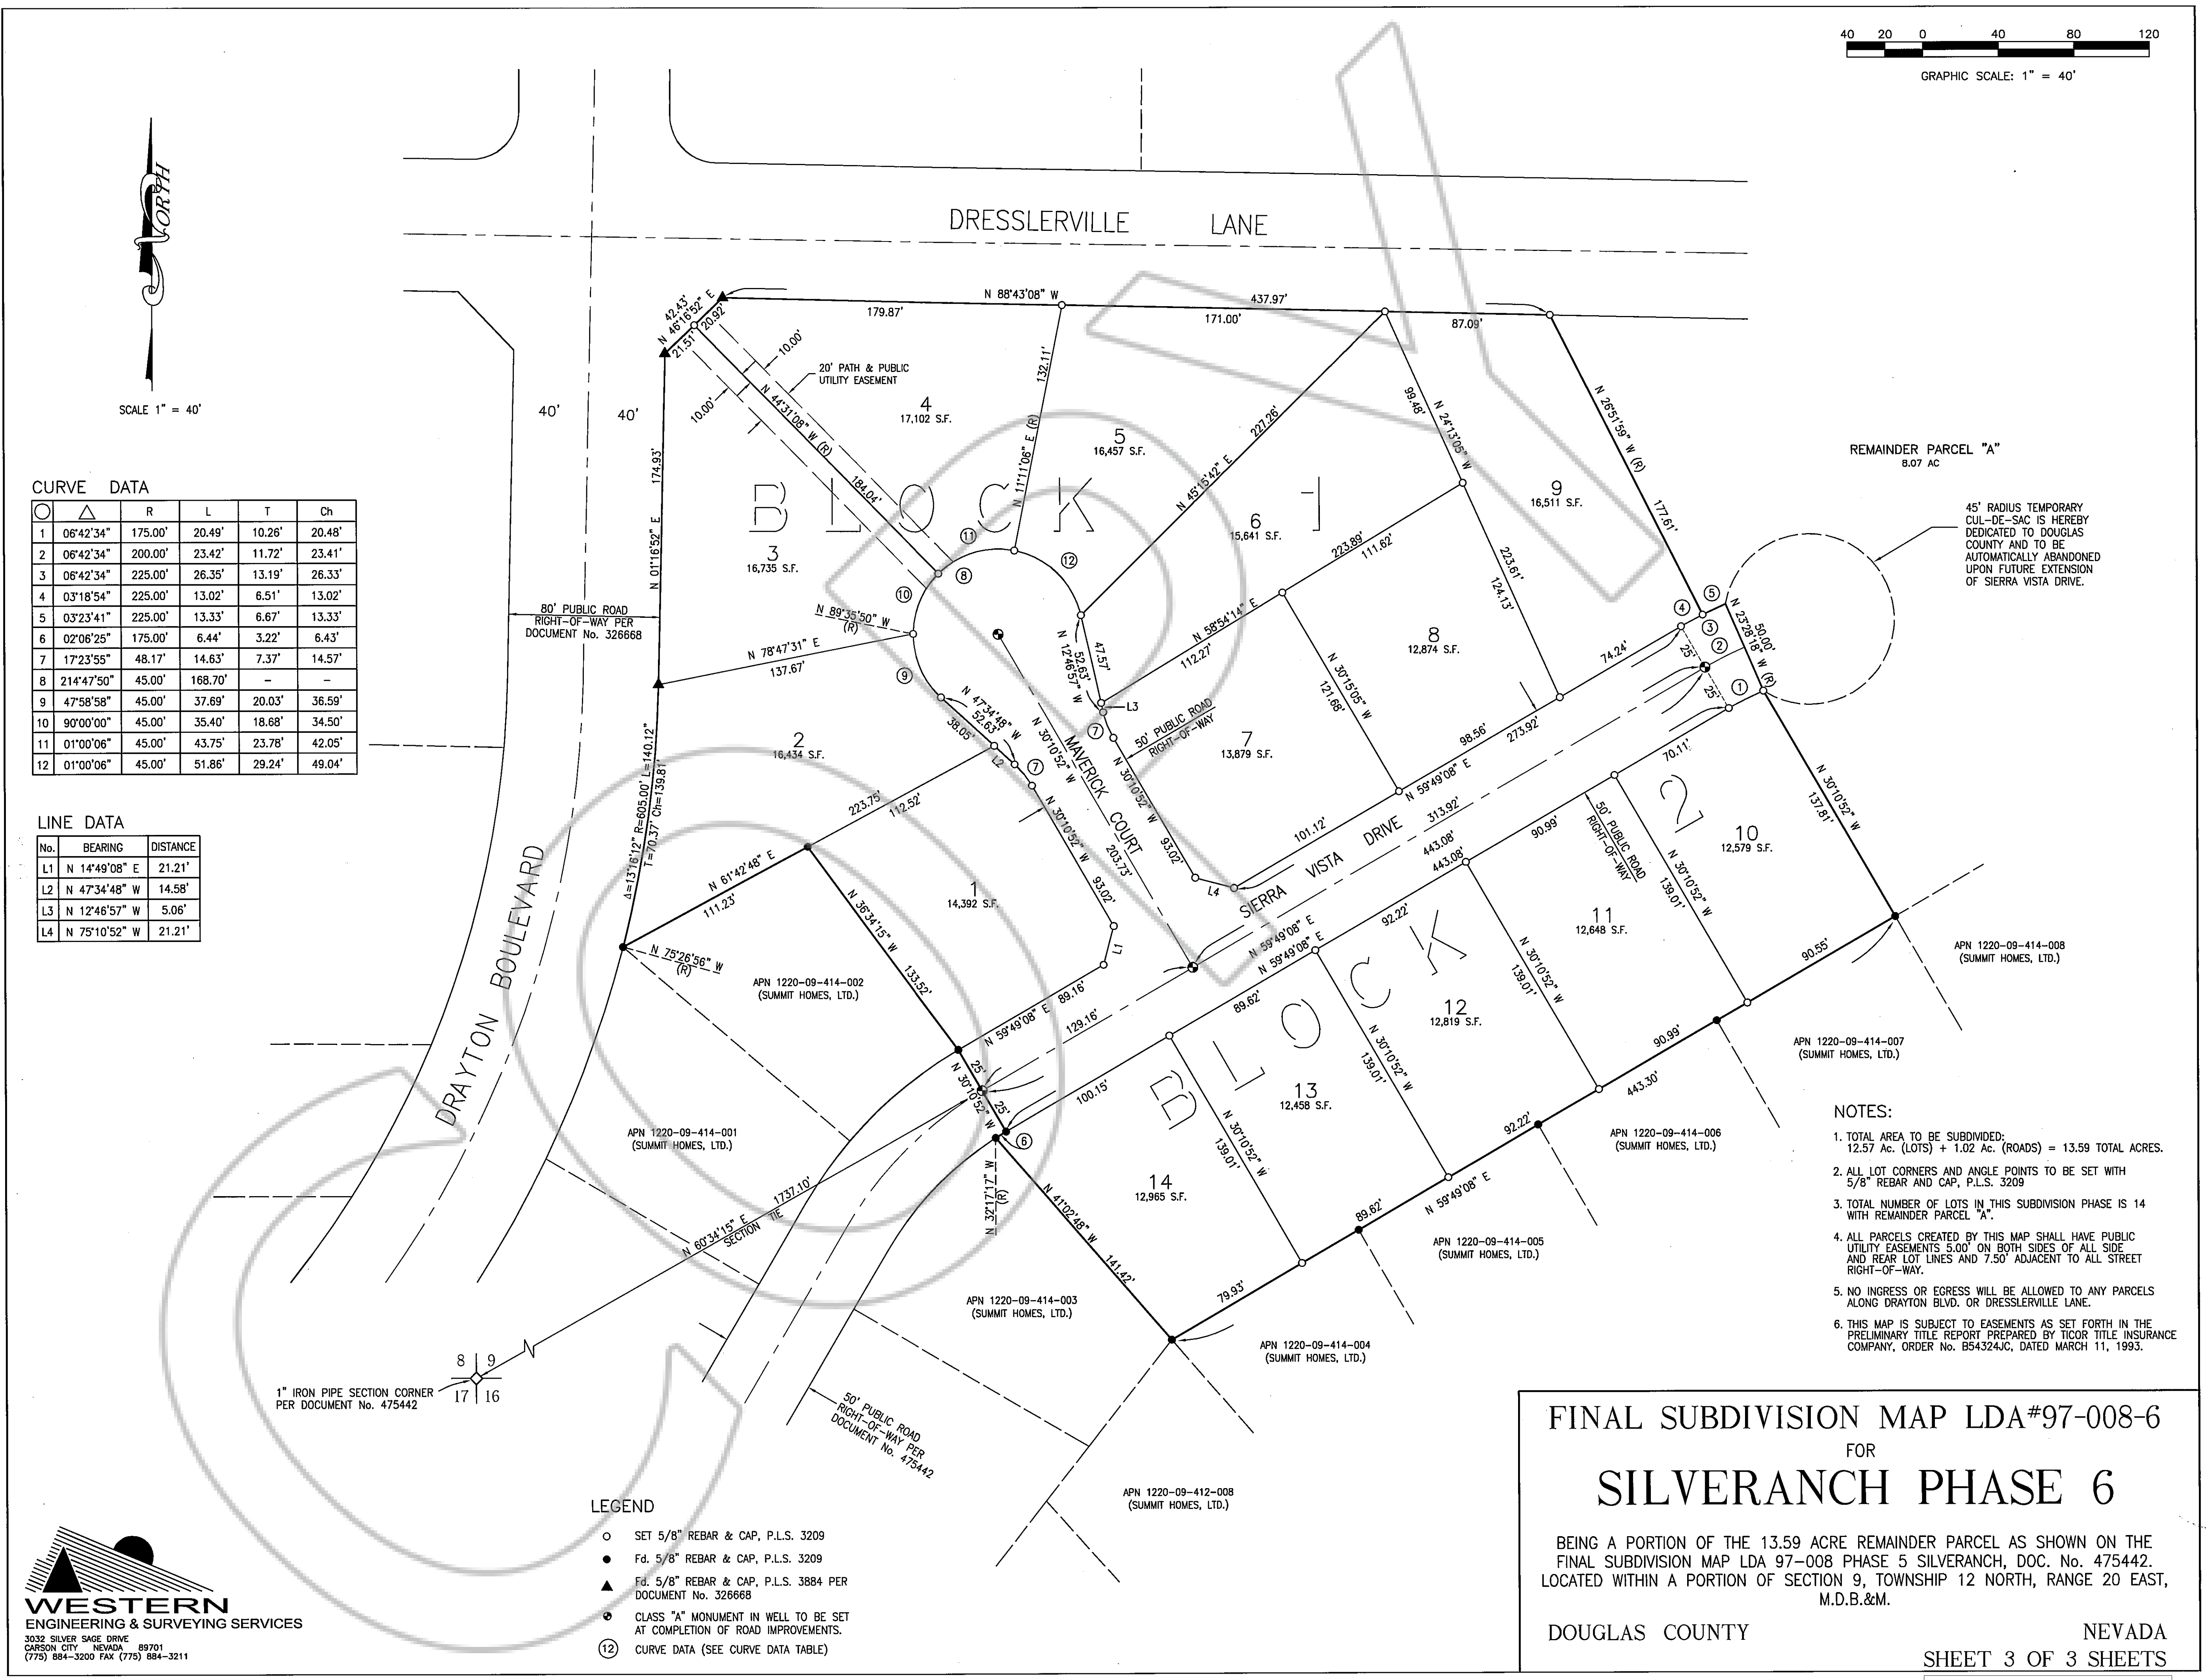 40 20 0 40 80 120
GRAPHIC SCALE: 1" = 40'
NORTH
SCALE 1" = 40'
DRESSLERVILLE LANE
CURVE DATA
△ R L T Ch
1 06°42'34" 175.00' 20.49' 10.26' 20.48'
2 06°42'34" 200.00' 23.42' 11.72' 23.41'
3 06°42'34" 225.00' 26.35' 13.19' 26.33'
4 03°18'54" 225.00' 13.02' 6.51' 13.02'
5 03°23'41" 225.00' 13.33' 6.67' 13.33'
6 02°06'25" 175.00' 6.44' 3.22' 6.43'
7 17°23'55" 48.17' 14.63' 7.37' 14.57'
8 214°47'50" 45.00' 168.70' - -
9 47°58'58" 45.00' 37.69' 20.03' 36.59'
10 90°00'00" 45.00' 35.40' 18.68' 34.50'
11 01°00'06" 45.00' 43.75' 23.78' 42.05'
12 01°00'06" 45.00' 51.86' 29.24' 49.04'
LINE DATA
No. BEARING DISTANCE
L1 N 14°49'08" E 21.21'
L2 N 47°34'48" W 14.58'
L3 N 12°46'57" W 5.06'
L4 N 75°10'52" W 21.21'
40' 40'
80' PUBLIC ROAD
RIGHT-OF-WAY PER
DOCUMENT No. 326668
DRAYTON BOULEVARD
42.43'
N 46°16'52" E
21.51' 20.92'
N 88°43'08" W 437.97'
179.87' 171.00' 87.09'
10.00'
10.00'
20' PATH & PUBLIC
UTILITY EASEMENT
N 44°31'08" W (R)
184.04'
132.11'
N 11°11'06" E (R)
227.26'
N 45°15'42" E
99.48'
N 24°13'05" W
223.61'
124.13'
N 26°51'59" W (R)
177.61'
REMAINDER PARCEL "A"
8.07 AC
45' RADIUS TEMPORARY
CUL-DE-SAC IS HEREBY
DEDICATED TO DOUGLAS
COUNTY AND TO BE
AUTOMATICALLY ABANDONED
UPON FUTURE EXTENSION
OF SIERRA VISTA DRIVE.
BLOCK 1
4
17,102 S.F.
5
16,457 S.F.
6
15,641 S.F.
9
16,511 S.F.
3
16,735 S.F.
8
12,874 S.F.
7
13,879 S.F.
2
16,434 S.F.
1
14,392 S.F.
N 01°16'52" E 174.93'
N 89°35'50" W
(R)
N 78°47'31" E
137.67'
Δ=13°16'12" R=605.00' L=140.12'
T=70.37' Ch=139.81'
N 47°34'48" W
52.63'
38.05'
L2
N 12°46'57" W
52.63'
47.57'
L3
N 58°54'14" E 223.89'
112.27' 111.62'
N 30°15'05" W
121.68'
N 30°10'52" W
MAVERICK COURT
203.73'
50' PUBLIC ROAD
RIGHT-OF-WAY
N 30°10'52" W 93.02'
N 30°10'52" W 93.02'
L1
L4
223.75'
112.52'
N 61°42'48" E
111.23'
N 36°34'15" W
133.52'
N 75°26'56" W
(R)
101.12' 98.56' 74.24'
N 59°49'08" E 273.92'
SIERRA VISTA DRIVE
N 59°49'08" E 313.92'
443.08'
N 59°49'08" E 443.08'
N 59°49'08" E 89.16'
129.16'
25'
25'
N 30°10'52" W
25'
25'
N 23°28'18" W (R)
50.00'
100.15' 89.62' 92.22' 90.99' 70.11'
50' PUBLIC ROAD
RIGHT-OF-WAY
BLOCK 2
10
12,579 S.F.
11
12,648 S.F.
12
12,819 S.F.
13
12,458 S.F.
14
12,965 S.F.
N 30°10'52" W
137.81'
N 30°10'52" W
139.01'
N 30°10'52" W
139.01'
N 30°10'52" W
139.01'
N 30°10'52" W
139.01'
N 41°02'48" W
141.42'
N 32°17'17" W
(R)
79.93' 89.62' 92.22' 90.99' 90.55'
N 59°49'08" E 443.30'
APN 1220-09-414-002
(SUMMIT HOMES, LTD.)
APN 1220-09-414-001
(SUMMIT HOMES, LTD.)
APN 1220-09-414-003
(SUMMIT HOMES, LTD.)
APN 1220-09-414-004
(SUMMIT HOMES, LTD.)
APN 1220-09-414-005
(SUMMIT HOMES, LTD.)
APN 1220-09-414-006
(SUMMIT HOMES, LTD.)
APN 1220-09-414-007
(SUMMIT HOMES, LTD.)
APN 1220-09-414-008
(SUMMIT HOMES, LTD.)
APN 1220-09-412-008
(SUMMIT HOMES, LTD.)
N 60°34'15" E 1737.10'
SECTION TIE
8 9
17 16
1" IRON PIPE SECTION CORNER
PER DOCUMENT No. 475442
50' PUBLIC ROAD
RIGHT-OF-WAY PER
DOCUMENT No. 475442
NOTES:
1. TOTAL AREA TO BE SUBDIVIDED:
12.57 Ac. (LOTS) + 1.02 Ac. (ROADS) = 13.59 TOTAL ACRES.
2. ALL LOT CORNERS AND ANGLE POINTS TO BE SET WITH
5/8" REBAR AND CAP, P.L.S. 3209
3. TOTAL NUMBER OF LOTS IN THIS SUBDIVISION PHASE IS 14
WITH REMAINDER PARCEL "A".
4. ALL PARCELS CREATED BY THIS MAP SHALL HAVE PUBLIC
UTILITY EASEMENTS 5.00' ON BOTH SIDES OF ALL SIDE
AND REAR LOT LINES AND 7.50' ADJACENT TO ALL STREET
RIGHT-OF-WAY.
5. NO INGRESS OR EGRESS WILL BE ALLOWED TO ANY PARCELS
ALONG DRAYTON BLVD. OR DRESSLERVILLE LANE.
6. THIS MAP IS SUBJECT TO EASEMENTS AS SET FORTH IN THE
PRELIMINARY TITLE REPORT PREPARED BY TICOR TITLE INSURANCE
COMPANY, ORDER No. B54324JC, DATED MARCH 11, 1993.
LEGEND
SET 5/8" REBAR & CAP, P.L.S. 3209
Fd. 5/8" REBAR & CAP, P.L.S. 3209
Fd. 5/8" REBAR & CAP, P.L.S. 3884 PER
DOCUMENT No. 326668
CLASS "A" MONUMENT IN WELL TO BE SET
AT COMPLETION OF ROAD IMPROVEMENTS.
12 CURVE DATA (SEE CURVE DATA TABLE)
WESTERN
ENGINEERING & SURVEYING SERVICES
3032 SILVER SAGE DRIVE
CARSON CITY NEVADA 89701
(775) 884-3200 FAX (775) 884-3211
FINAL SUBDIVISION MAP LDA#97-008-6
FOR
SILVERANCH PHASE 6
BEING A PORTION OF THE 13.59 ACRE REMAINDER PARCEL AS SHOWN ON THE
FINAL SUBDIVISION MAP LDA 97-008 PHASE 5 SILVERANCH, DOC. No. 475442.
LOCATED WITHIN A PORTION OF SECTION 9, TOWNSHIP 12 NORTH, RANGE 20 EAST,
M.D.B.&M.
DOUGLAS COUNTY NEVADA
SHEET 3 OF 3 SHEETS
COPY